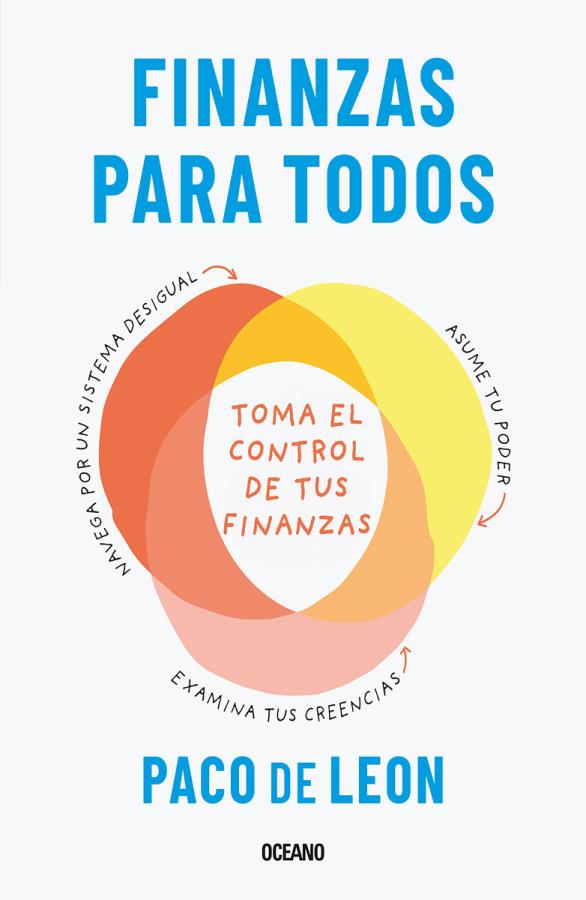 FINANZAS
PARA TODOS
NAVEGA POR UN SISTEMA DESIGUAL
ASUME TU PODER
TOMA EL
CONTROL
DE TUS
FINANZAS
EXAMINA TUS CREENCIAS
PACO DE LEON
OCEANO